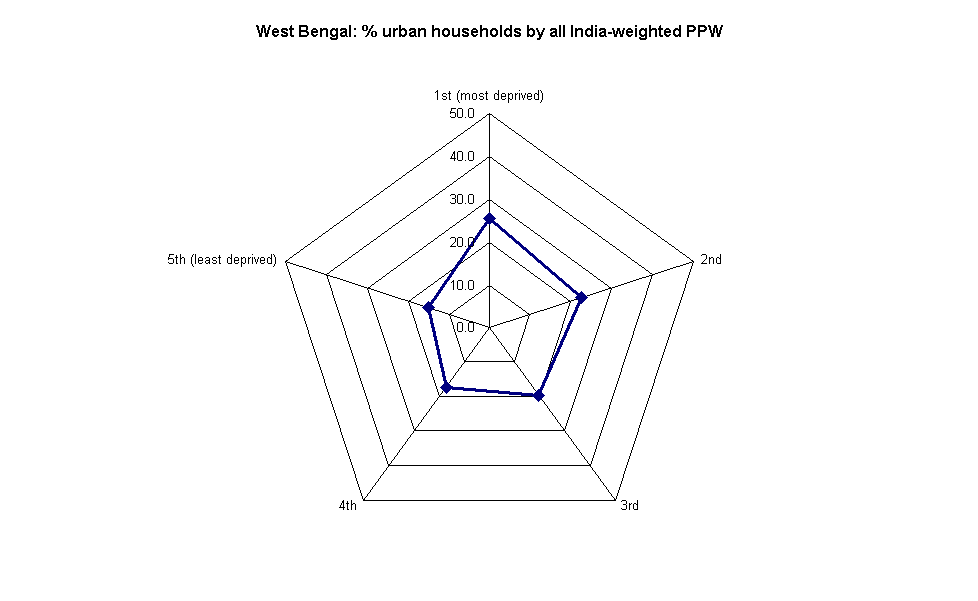 West Bengal: % urban households by all India-weighted PPW
1st (most deprived)
50.0
40.0
30.0
20.0
10.0
0.0
5th (least deprived)
2nd
4th
3rd